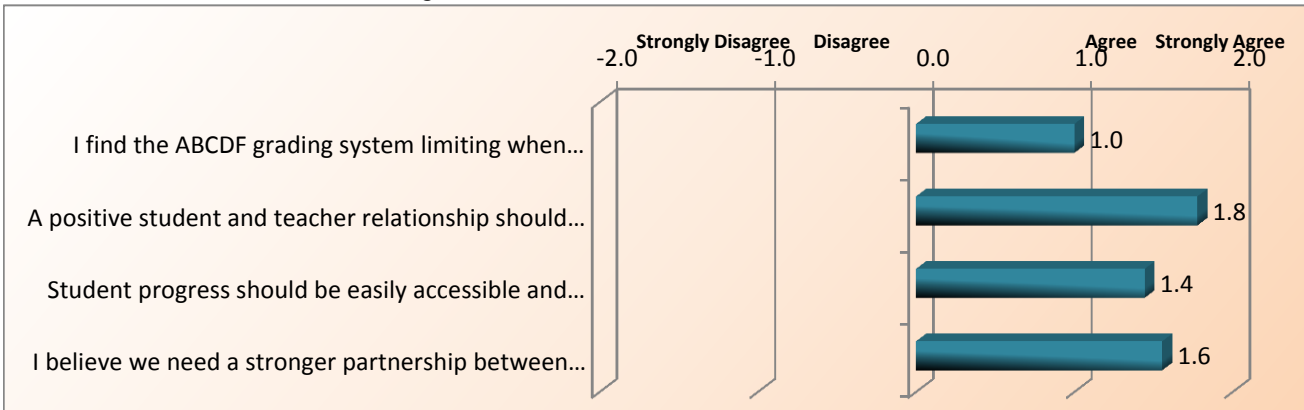 Strongly Disagree Disagree Agree Strongly Agree
-2.0 -1.0 0.0 1.0 2.0
I find the ABCDF grading system limiting when… 1.0
A positive student and teacher relationship should… 1.8
Student progress should be easily accessible and… 1.4
I believe we need a stronger partnership between… 1.6